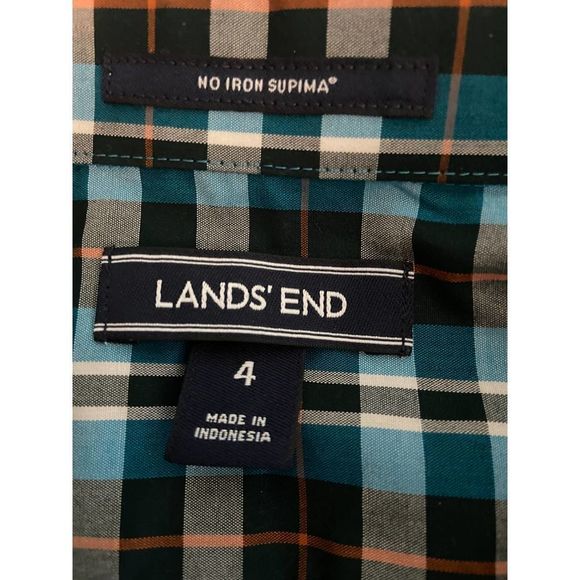 NO IRON SUPIMA®
LANDS' END
4
MADE IN
INDONESIA